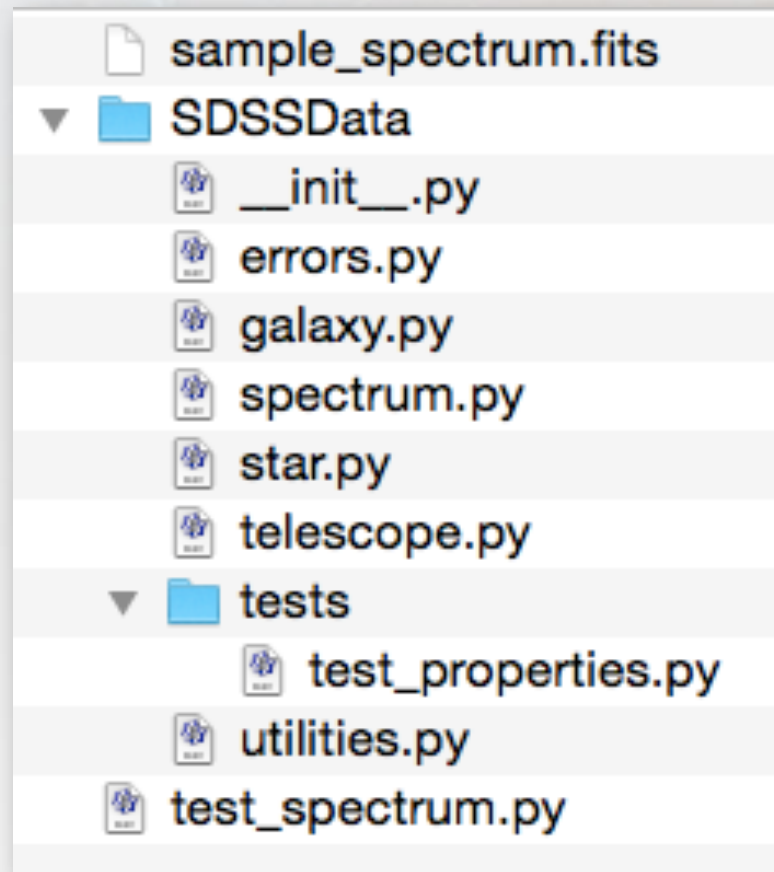 sample_spectrum.fits
SDSSData
__init__.py
errors.py
galaxy.py
spectrum.py
star.py
telescope.py
tests
test_properties.py
utilities.py
test_spectrum.py